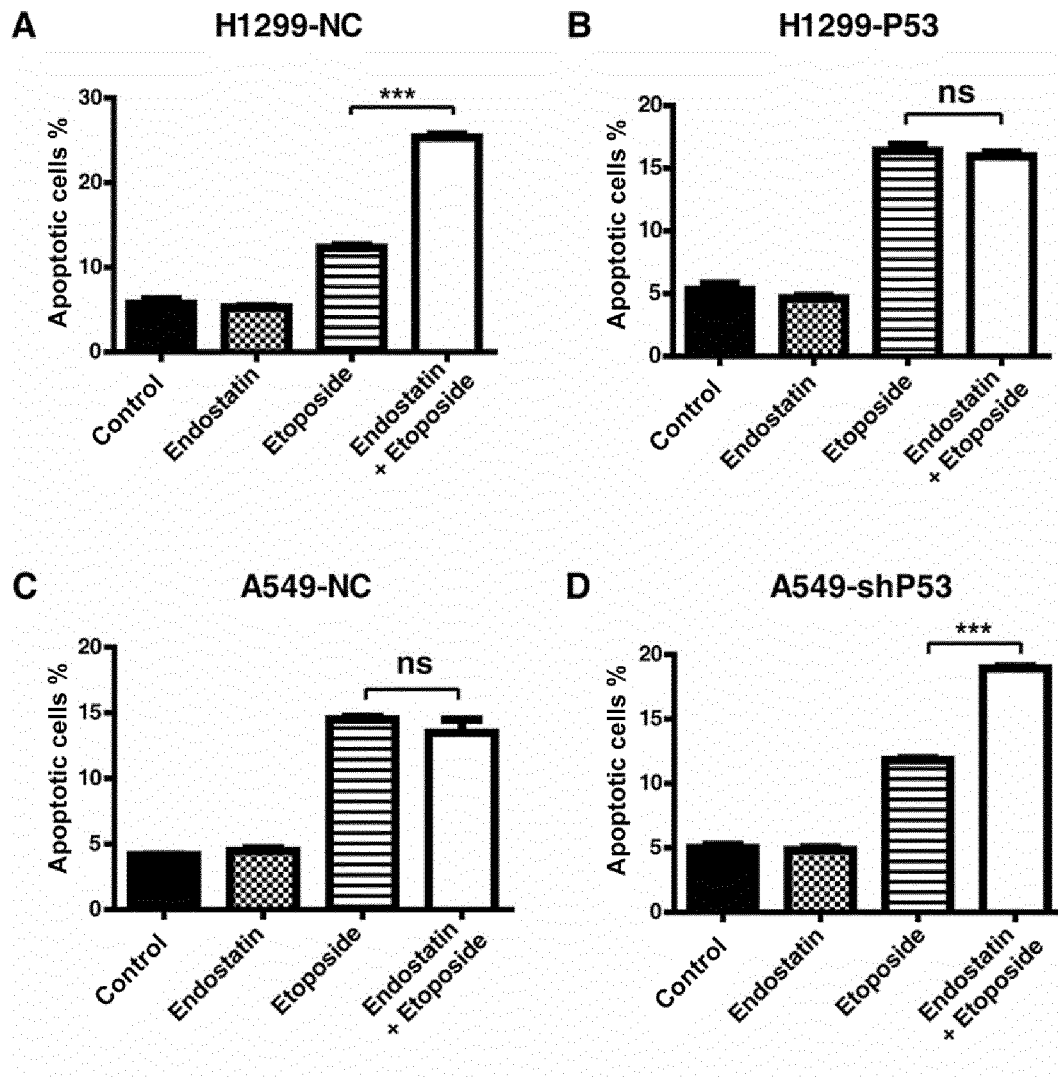 A
H1299-NC
Apoptotic cells %
30
20
10
0
***
Control
Endostatin
Etoposide
Endostatin
+ Etoposide
B
H1299-P53
Apoptotic cells %
20
15
10
5
0
ns
Control
Endostatin
Etoposide
Endostatin
+ Etoposide
C
A549-NC
Apoptotic cells %
20
15
10
5
0
ns
Control
Endostatin
Etoposide
Endostatin
+ Etoposide
D
A549-shP53
Apoptotic cells %
20
15
10
5
0
***
Control
Endostatin
Etoposide
Endostatin
+ Etoposide